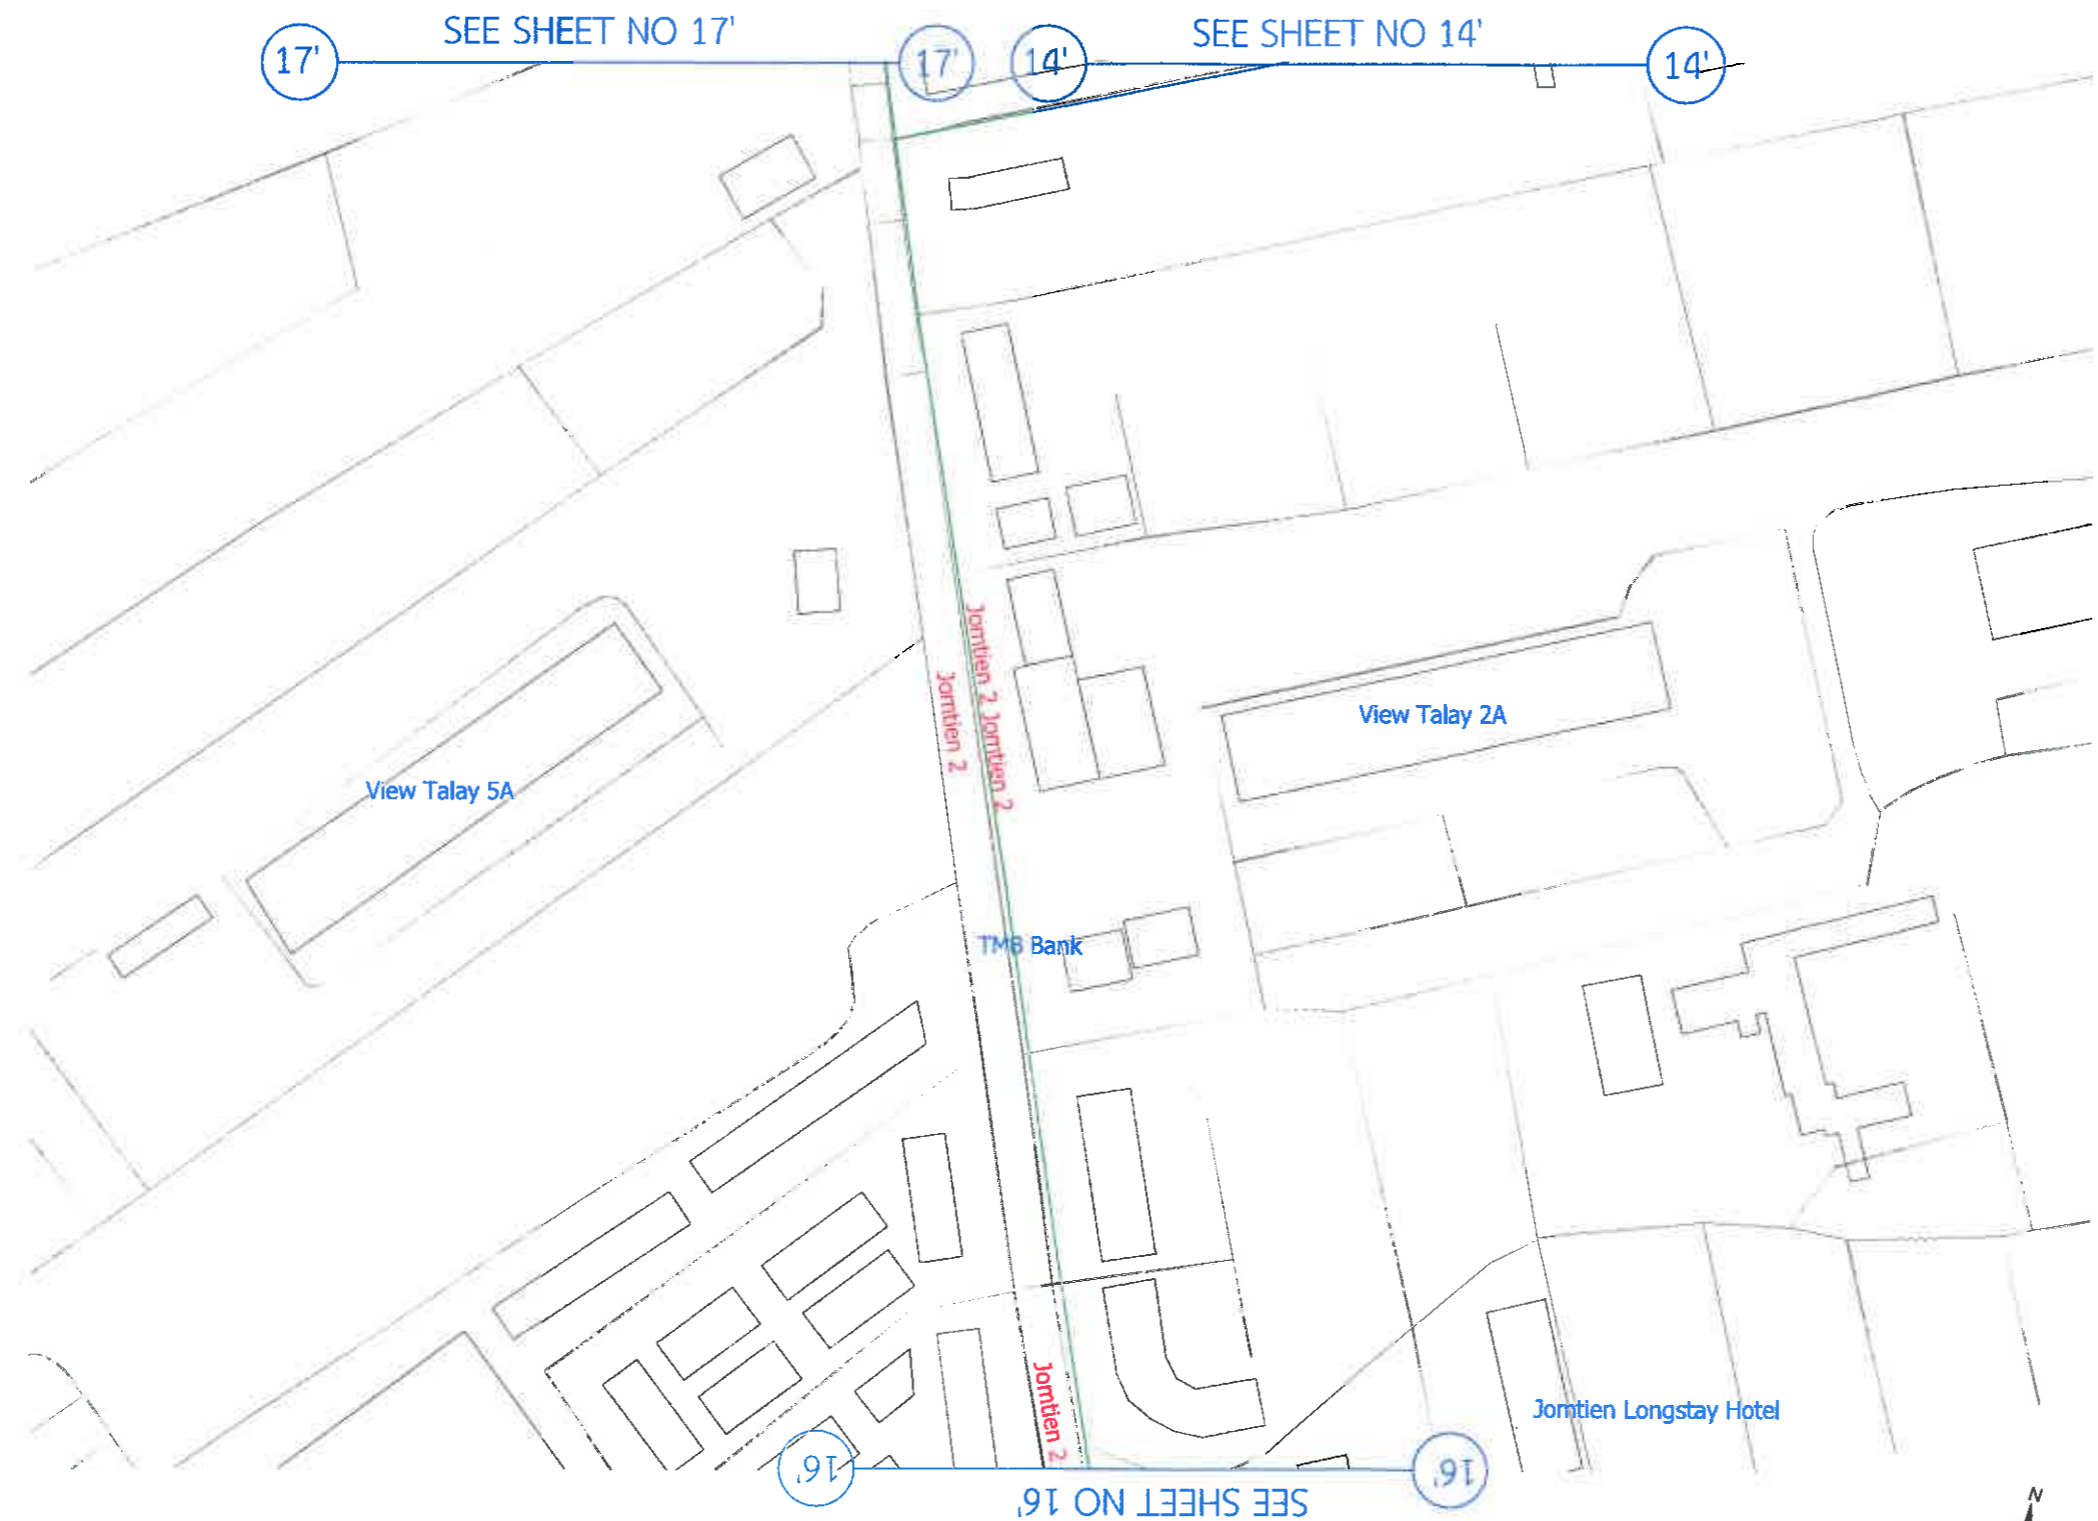 SEE SHEET NO 17'
SEE SHEET NO 14'
17'
17'
14'
14'
Jomtien 2
Jomtien 2
Jomtien 2
View Talay 2A
View Talay 5A
TMB Bank
Jomtien 2
Jomtien Longstay Hotel
16'
16'
SEE SHEET NO 16'
N